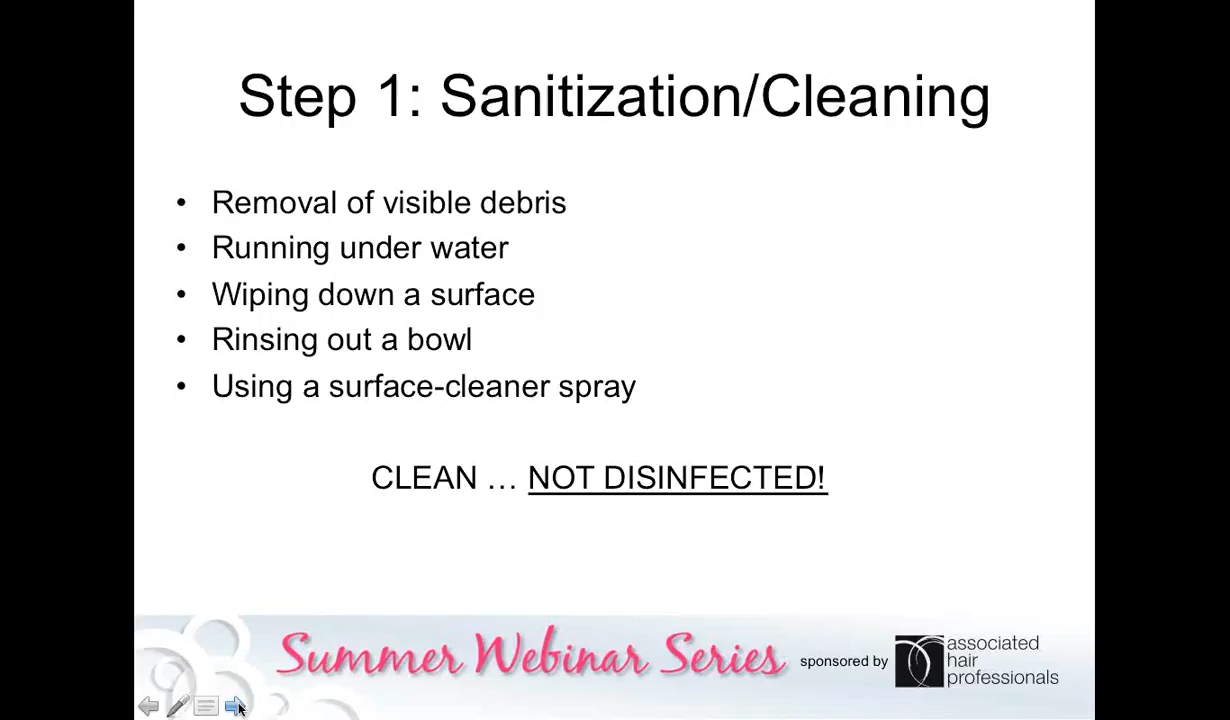 Step 1: Sanitization/Cleaning
• Removal of visible debris
• Running under water
• Wiping down a surface
• Rinsing out a bowl
• Using a surface-cleaner spray
CLEAN … NOT DISINFECTED!
Summer Webinar Series
sponsored by
associated
hair
professionals